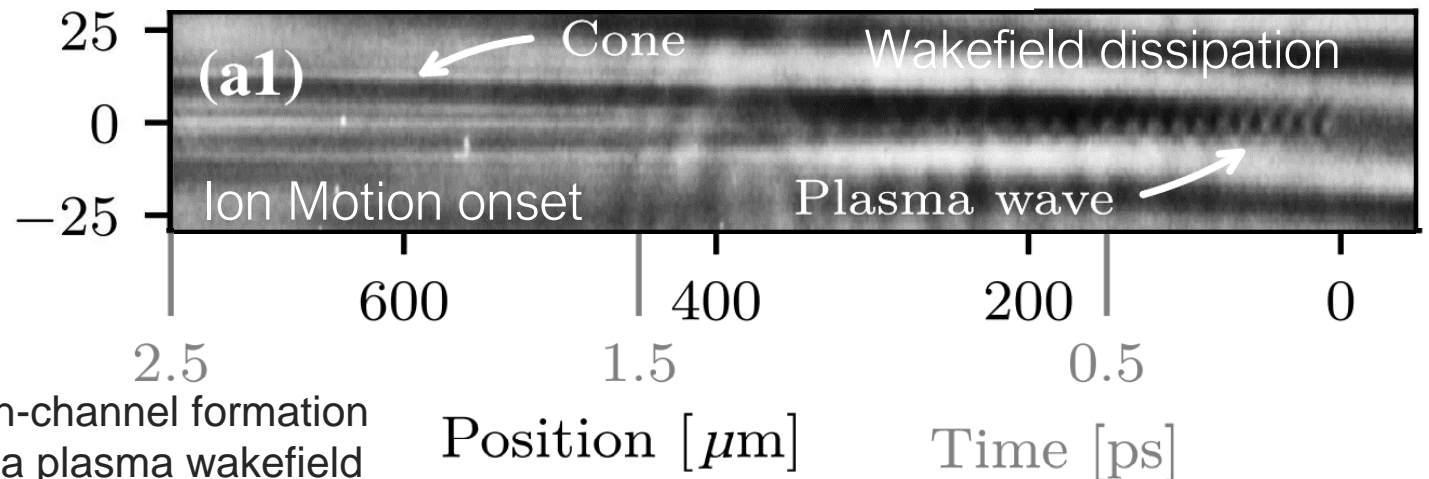 25
0
−25
(a1)
Cone
Wakefield dissipation
Ion Motion onset
Plasma wave
600
400
200
0
2.5
1.5
0.5
n-channel formation
a plasma wakefield
Position [μm]
Time [ps]